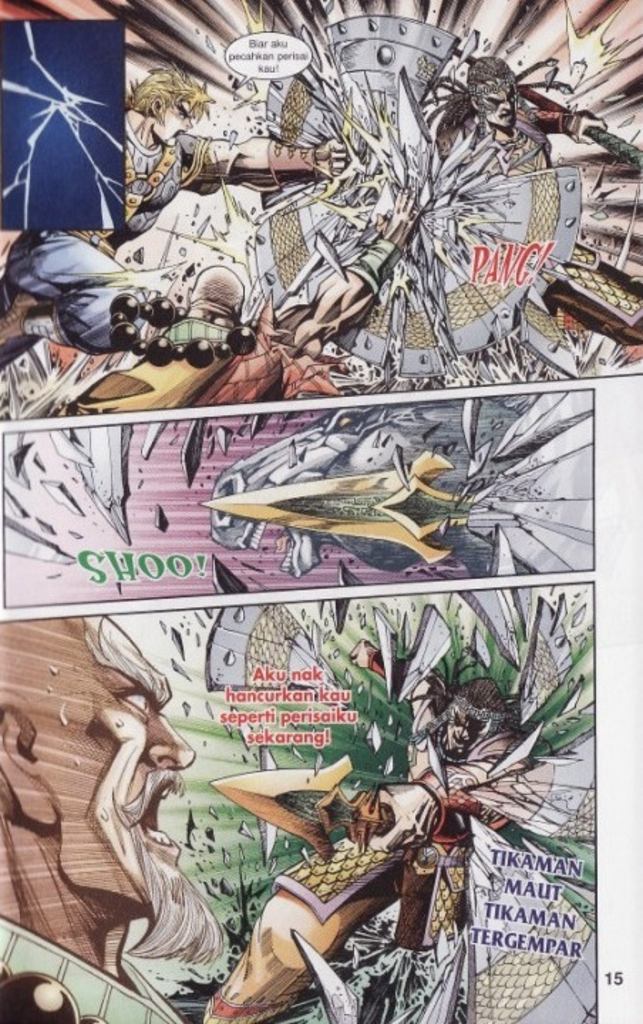 Biar aku
pecahkan perisai
kau!
PANG!
SHOO!
Aku nak
hancurkan kau
seperti perisaiku
sekarang!
TIKAMAN
MAUT
TIKAMAN
TERGEMPAR
15